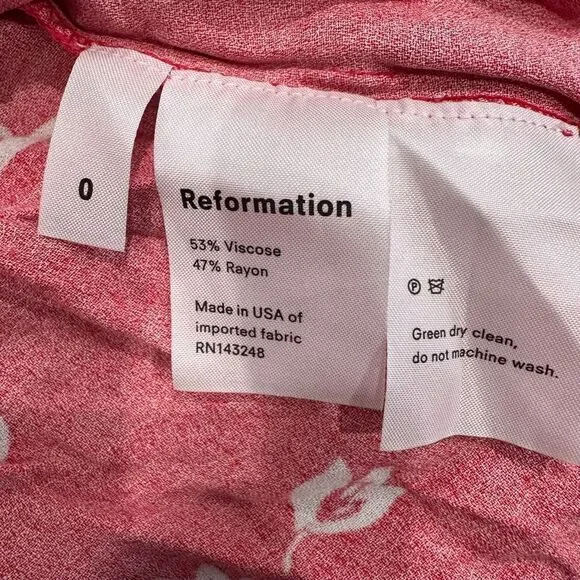 0
Reformation
53% Viscose
47% Rayon
Made in USA of
imported fabric
RN143248
P
Green dry clean,
do not machine wash.